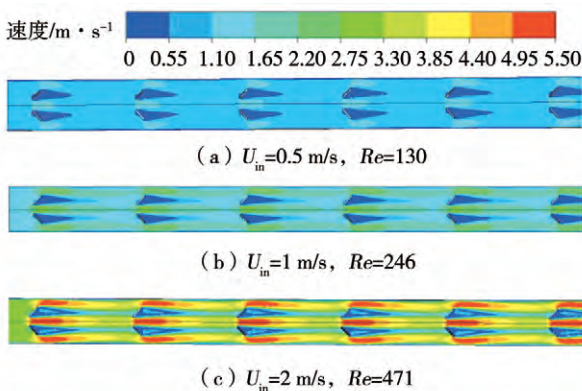 速度/m·s⁻¹
0 0.55 1.10 1.65 2.20 2.75 3.30 3.85 4.40 4.95 5.50
(a) Uin=0.5 m/s, Re=130
(b) Uin=1 m/s, Re=246
(c) Uin=2 m/s, Re=471